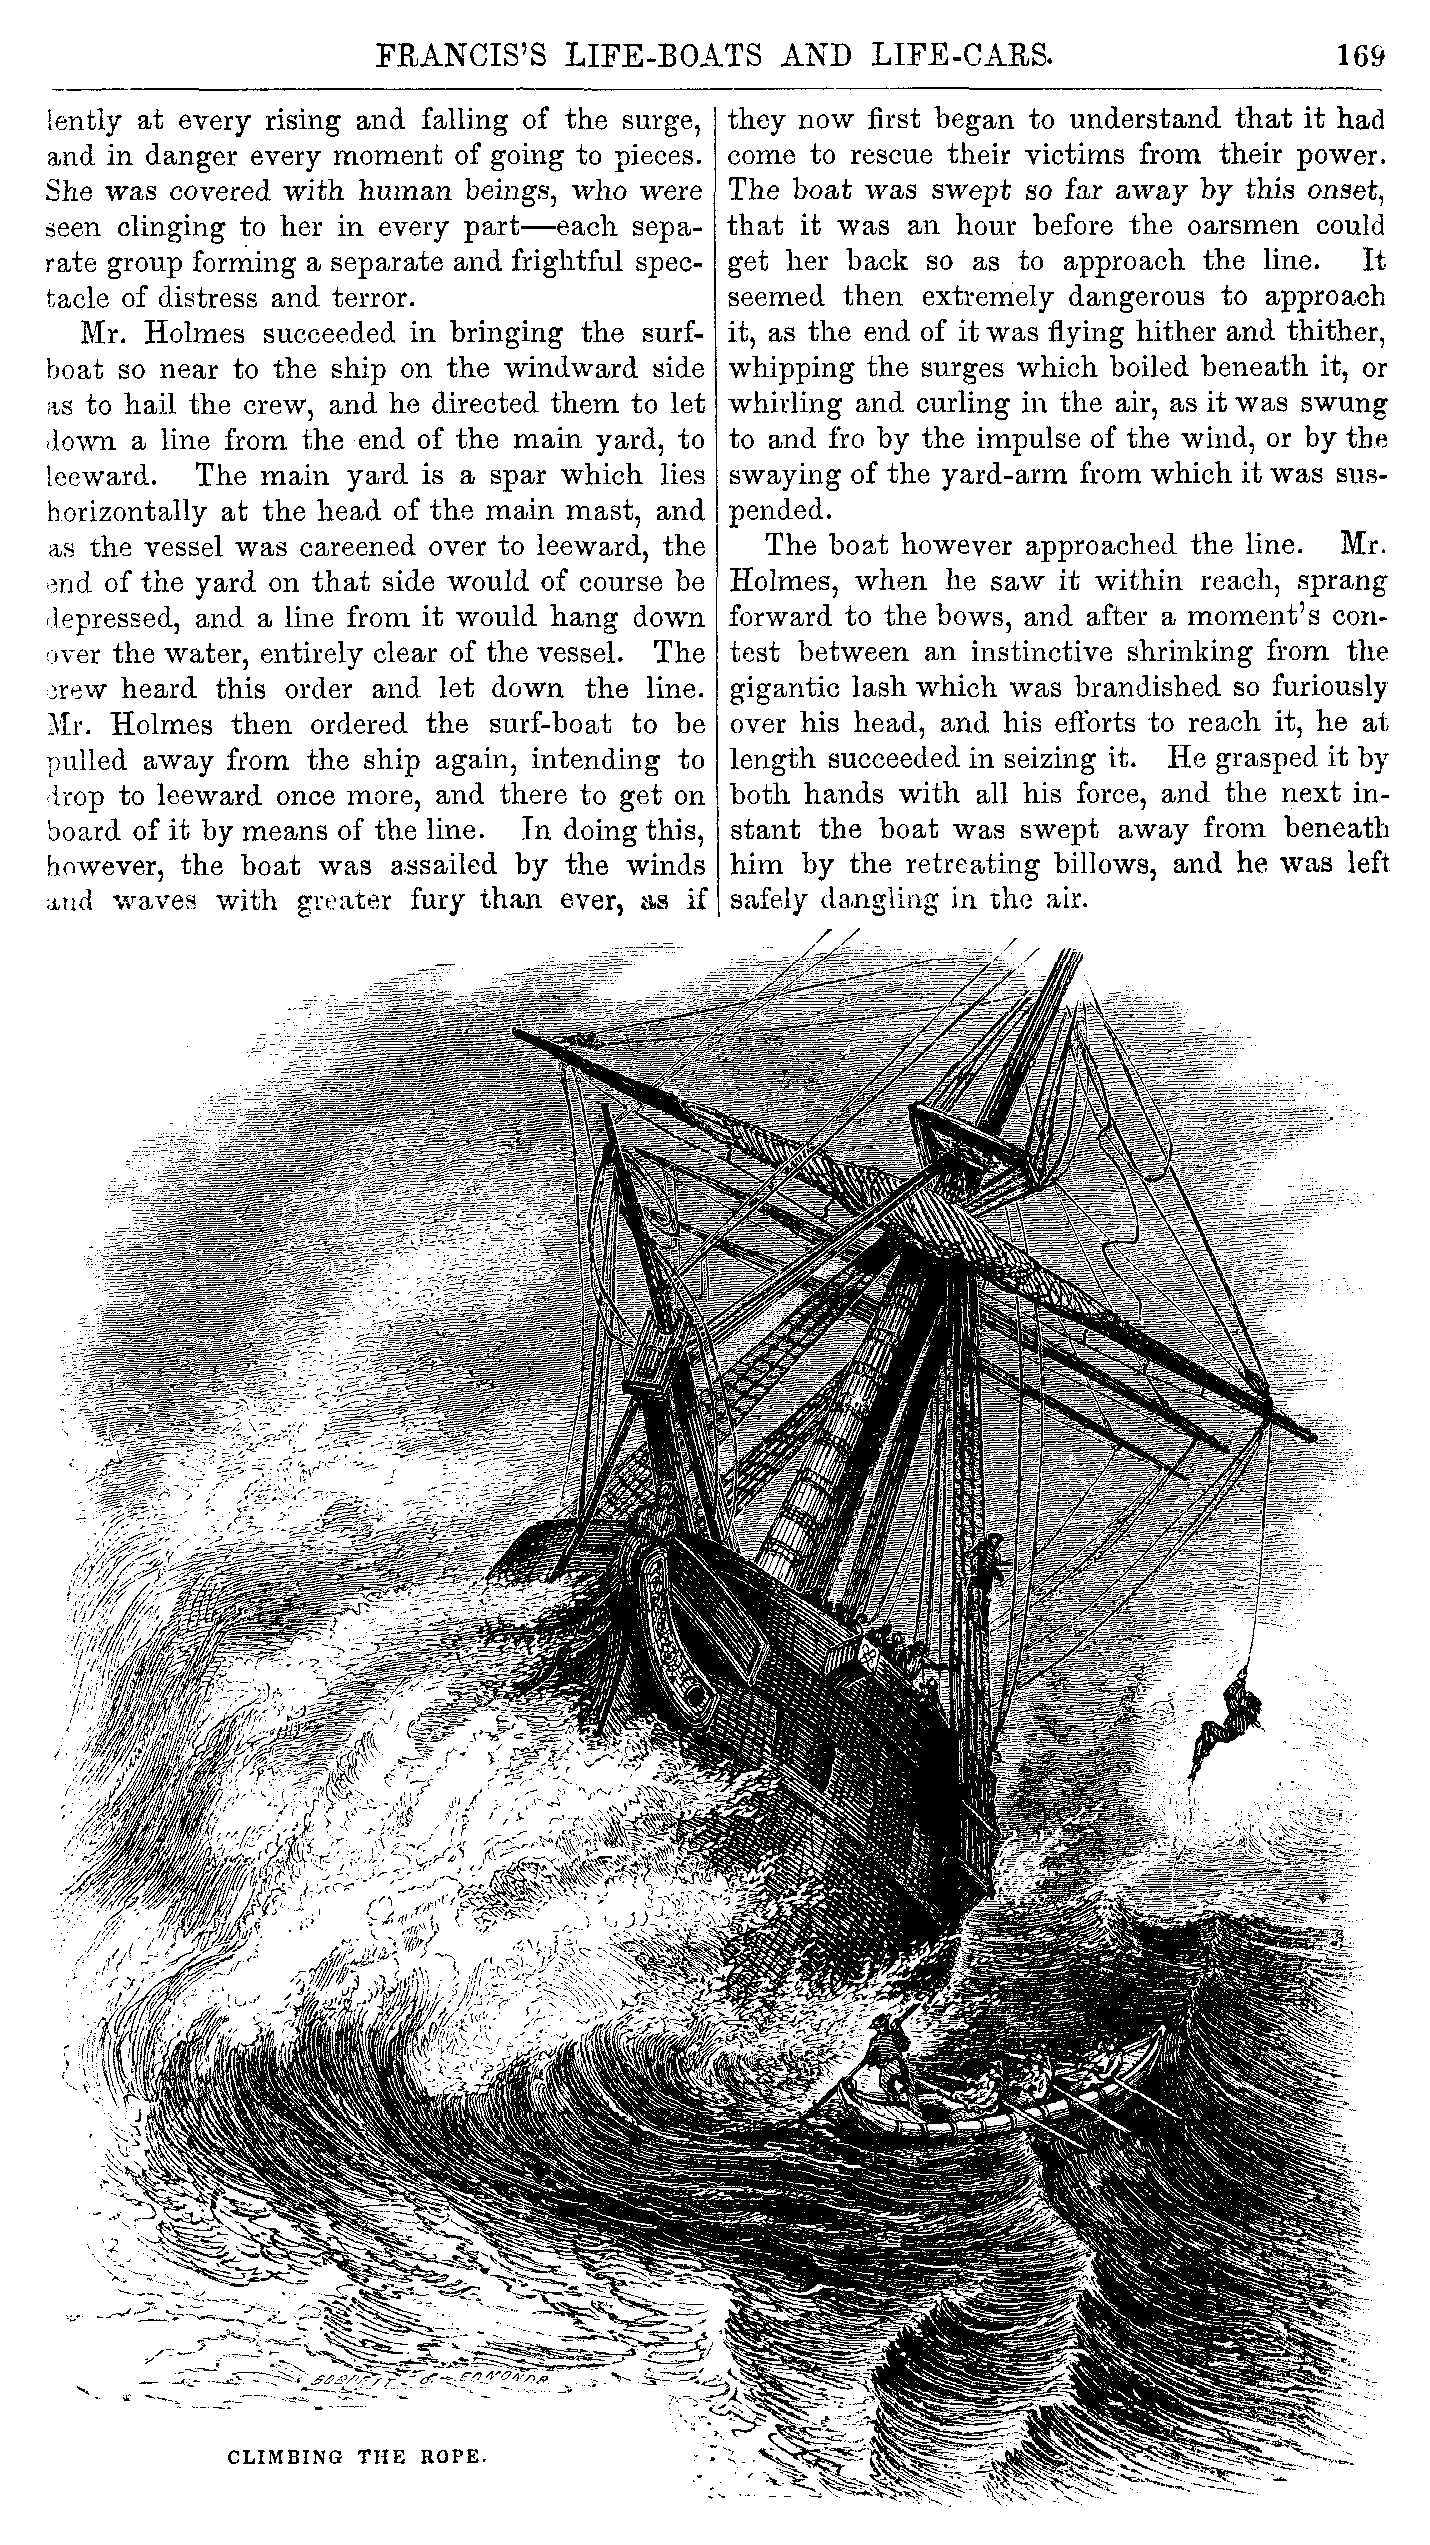 FRANCIS'S LIFE-BOATS AND LIFE-CARS. 169
lently at every rising and falling of the surge,
and in danger every moment of going to pieces.
She was covered with human beings, who were
seen clinging to her in every part—each sepa-
rate group forming a separate and frightful spec-
tacle of distress and terror.
Mr. Holmes succeeded in bringing the surf-
boat so near to the ship on the windward side
as to hail the crew, and he directed them to let
down a line from the end of the main yard, to
leeward. The main yard is a spar which lies
horizontally at the head of the main mast, and
as the vessel was careened over to leeward, the
end of the yard on that side would of course be
depressed, and a line from it would hang down
over the water, entirely clear of the vessel. The
crew heard this order and let down the line.
Mr. Holmes then ordered the surf-boat to be
pulled away from the ship again, intending to
drop to leeward once more, and there to get on
board of it by means of the line. In doing this,
however, the boat was assailed by the winds
and waves with greater fury than ever, as if
they now first began to understand that it had
come to rescue their victims from their power.
The boat was swept so far away by this onset,
that it was an hour before the oarsmen could
get her back so as to approach the line. It
seemed then extremely dangerous to approach
it, as the end of it was flying hither and thither,
whipping the surges which boiled beneath it, or
whirling and curling in the air, as it was swung
to and fro by the impulse of the wind, or by the
swaying of the yard-arm from which it was sus-
pended.
The boat however approached the line. Mr.
Holmes, when he saw it within reach, sprang
forward to the bows, and after a moment's con-
test between an instinctive shrinking from the
gigantic lash which was brandished so furiously
over his head, and his efforts to reach it, he at
length succeeded in seizing it. He grasped it by
both hands with all his force, and the next in-
stant the boat was swept away from beneath
him by the retreating billows, and he was left
safely dangling in the air.
CLIMBING THE ROPE.